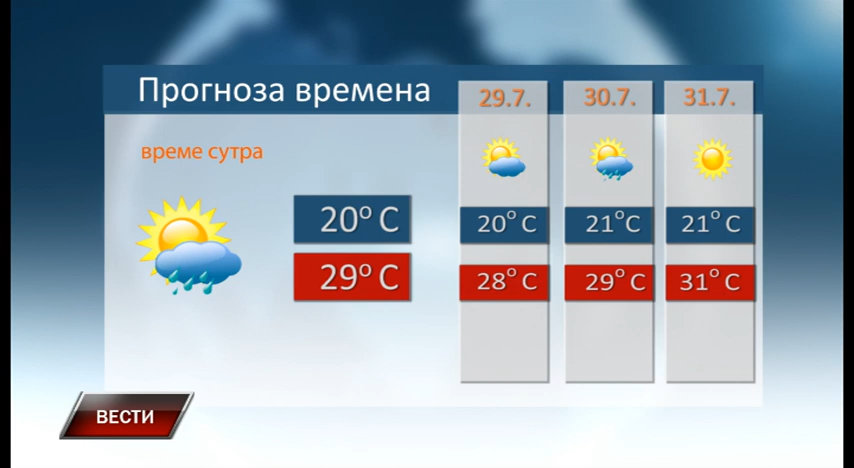 Прогноза времена
време сутра
20° C
29° C
29.7.
20° C
28° C
30.7.
21°C
29° C
31.7.
21° C
31° C
ВЕСТИ